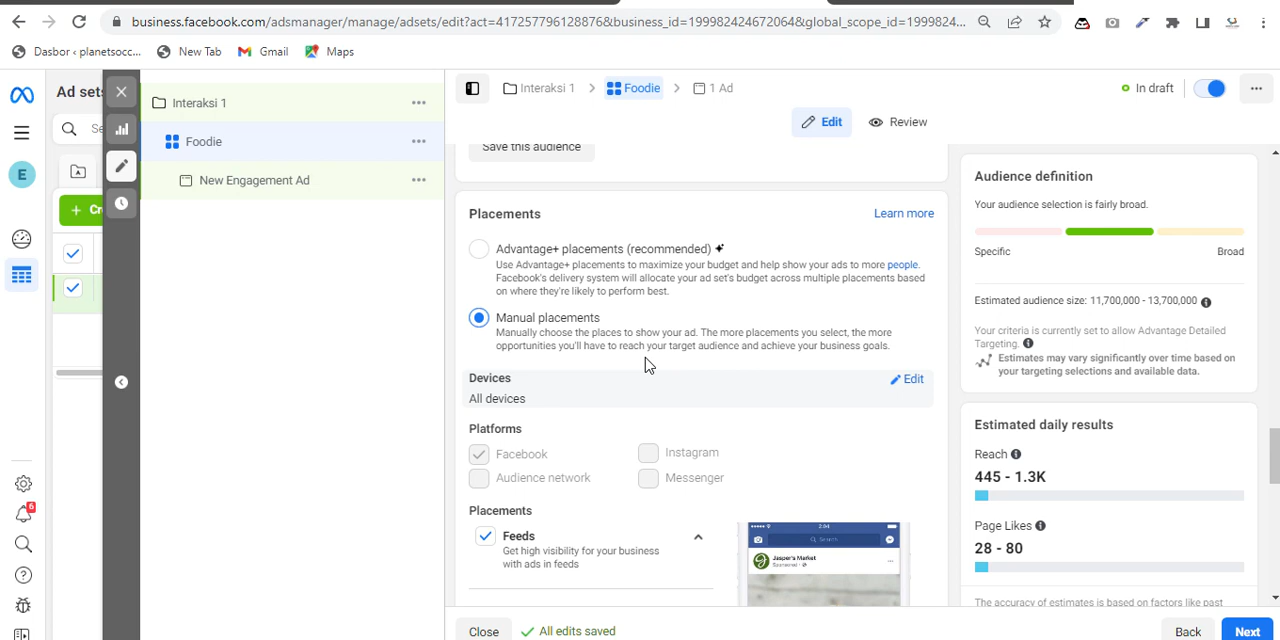 business.facebook.com/adsmanager/manage/adsets/edit?act=417257796128876&business_id=199982424672064&global_scope_id=1999824...
Dasbor ‹ planetsocc...
New Tab
Gmail
Maps
Ad sets
E
6
+ Cr
Interaksi 1
Foodie
New Engagement Ad
Interaksi 1 > Foodie > 1 Ad
In draft
Edit
Review
Save this audience
Placements
Learn more
Advantage+ placements (recommended)
Use Advantage+ placements to maximize your budget and help show your ads to more people.
Facebook's delivery system will allocate your ad set's budget across multiple placements based
on where they're likely to perform best.
Manual placements
Manually choose the places to show your ad. The more placements you select, the more
opportunities you'll have to reach your target audience and achieve your business goals.
Devices
Edit
All devices
Platforms
Facebook
Instagram
Audience network
Messenger
Placements
Feeds
Get high visibility for your business
with ads in feeds
2:04
Search
Jasper's Market
Sponsored
Close
All edits saved
Back
Next
Audience definition
Your audience selection is fairly broad.
Specific
Broad
Estimated audience size: 11,700,000 - 13,700,000
Your criteria is currently set to allow Advantage Detailed
Targeting.
Estimates may vary significantly over time based on
your targeting selections and available data.
Estimated daily results
Reach
445 - 1.3K
Page Likes
28 - 80
The accuracy of estimates is based on factors like past